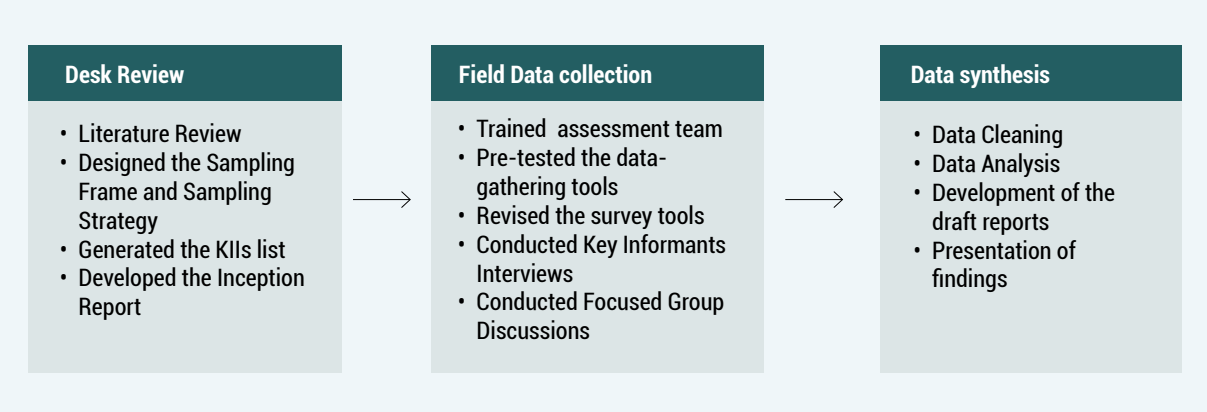 Desk Review
• Literature Review
• Designed the Sampling
Frame and Sampling
Strategy
• Generated the KIIs list
• Developed the Inception
Report
Field Data collection
• Trained  assessment team
• Pre-tested the data-
gathering tools
• Revised the survey tools
• Conducted Key Informants
Interviews
• Conducted Focused Group
Discussions
Data synthesis
• Data Cleaning
• Data Analysis
• Development of the
draft reports
• Presentation of
findings